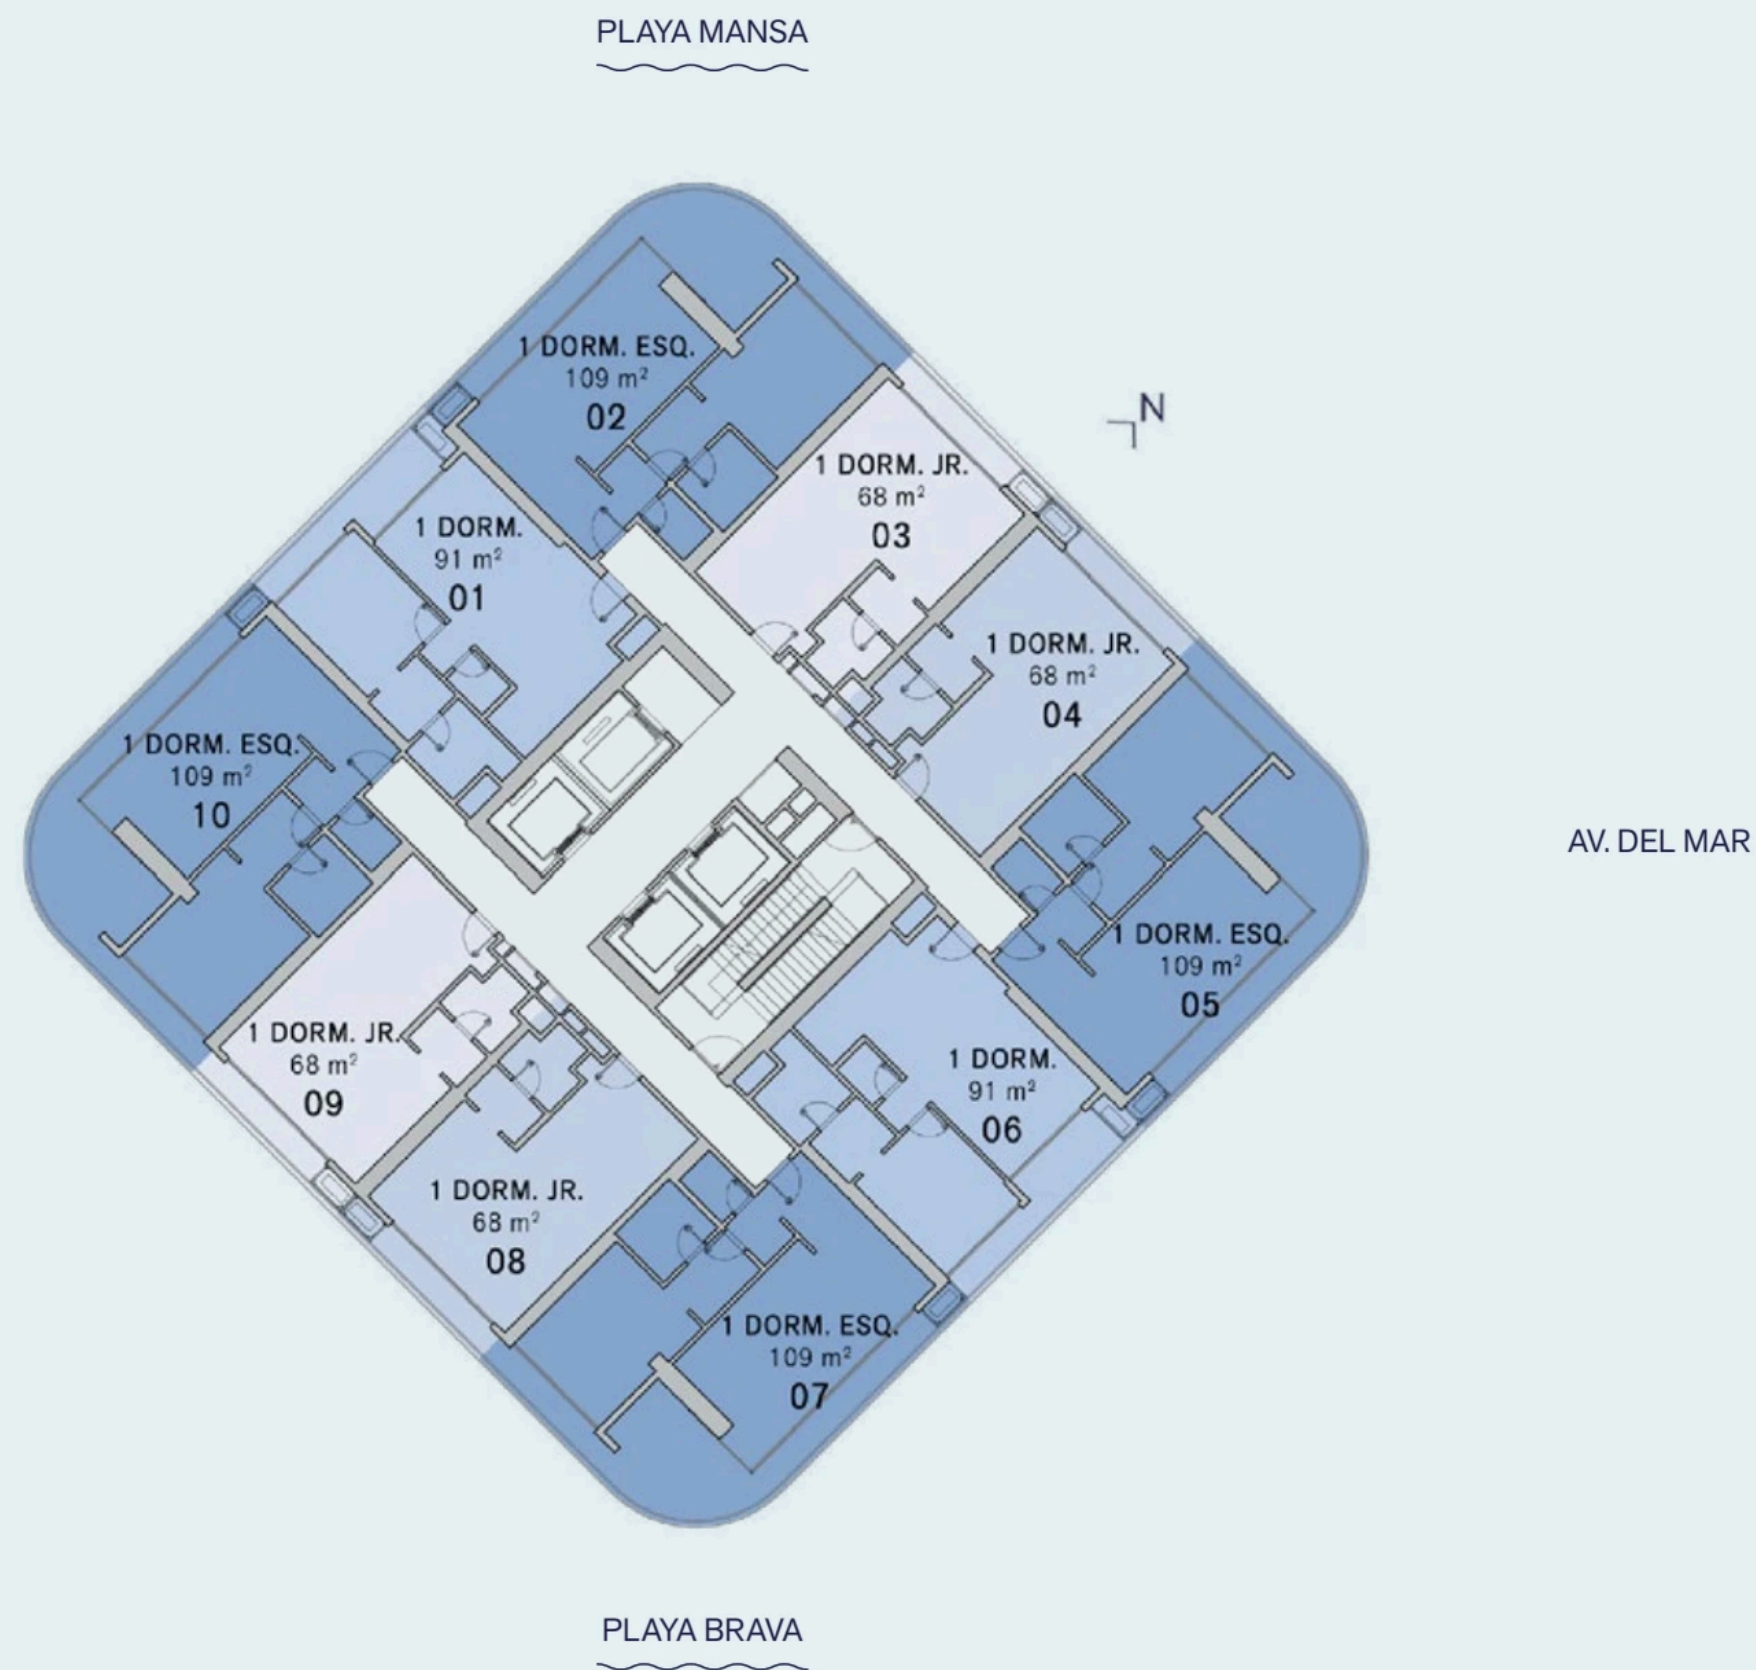 PLAYA MANSA
1 DORM. ESQ.
109 m²
02
N
1 DORM. JR.
68 m²
03
1 DORM.
91 m²
01
1 DORM. JR.
68 m²
04
1 DORM. ESQ.
109 m²
10
AV. DEL MAR
1 DORM. ESQ.
109 m²
05
1 DORM. JR.
68 m²
09
1 DORM.
91 m²
06
1 DORM. JR.
68 m²
08
1 DORM. ESQ.
109 m²
07
PLAYA BRAVA